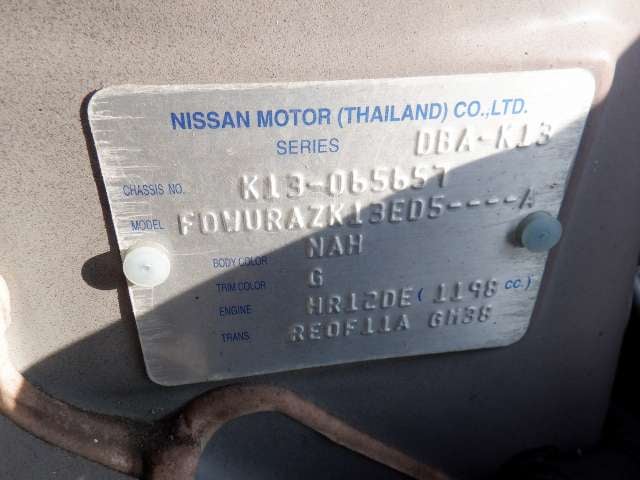 NISSAN MOTOR (THAILAND) CO.,LTD.
SERIES DBA-K13
CHASSIS NO. K13-065657
MODEL FDWURAZK13ED5----A
BODY COLOR NAH
TRIM COLOR G
ENGINE HR12DE ( 1198 cc. )
TRANS RE0F11A GH38